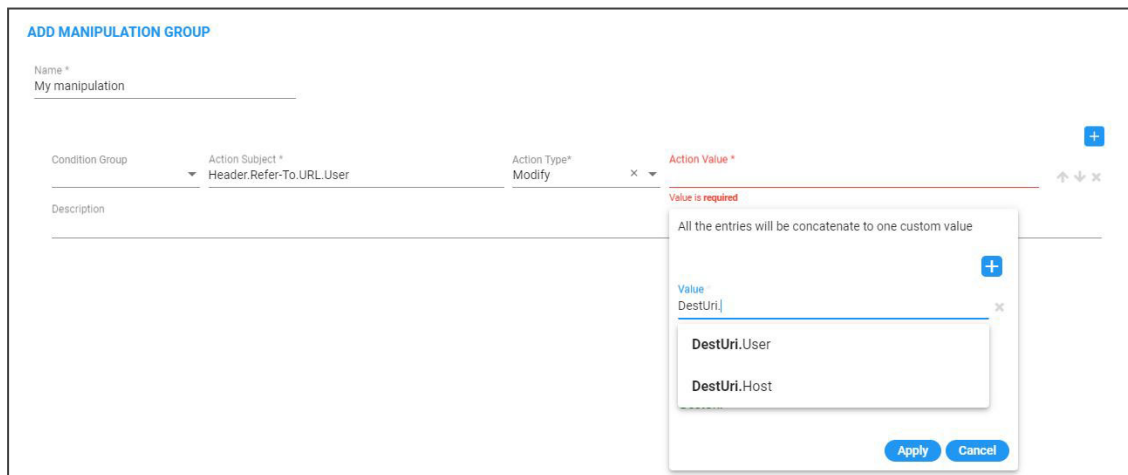 ADD MANIPULATION GROUP
Name *
My manipulation
Condition Group
Action Subject *
Header.Refer-To.URL.User
Action Type*
Modify
Action Value *
Value is required
Description
All the entries will be concatenate to one custom value
Value
DestUri.
DestUri.User
DestUri.Host
Apply
Cancel